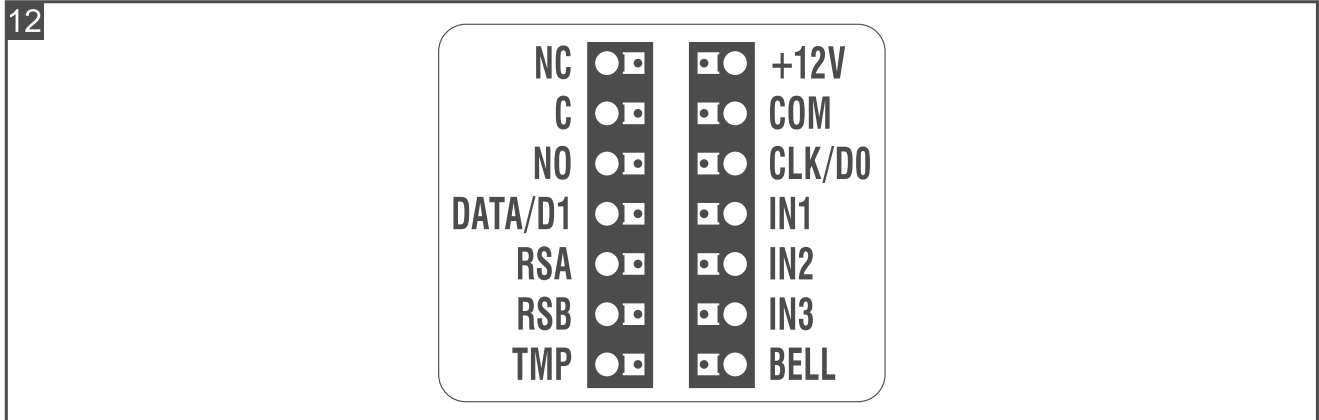 12
NC +12V
C COM
NO CLK/D0
DATA/D1 IN1
RSA IN2
RSB IN3
TMP BELL